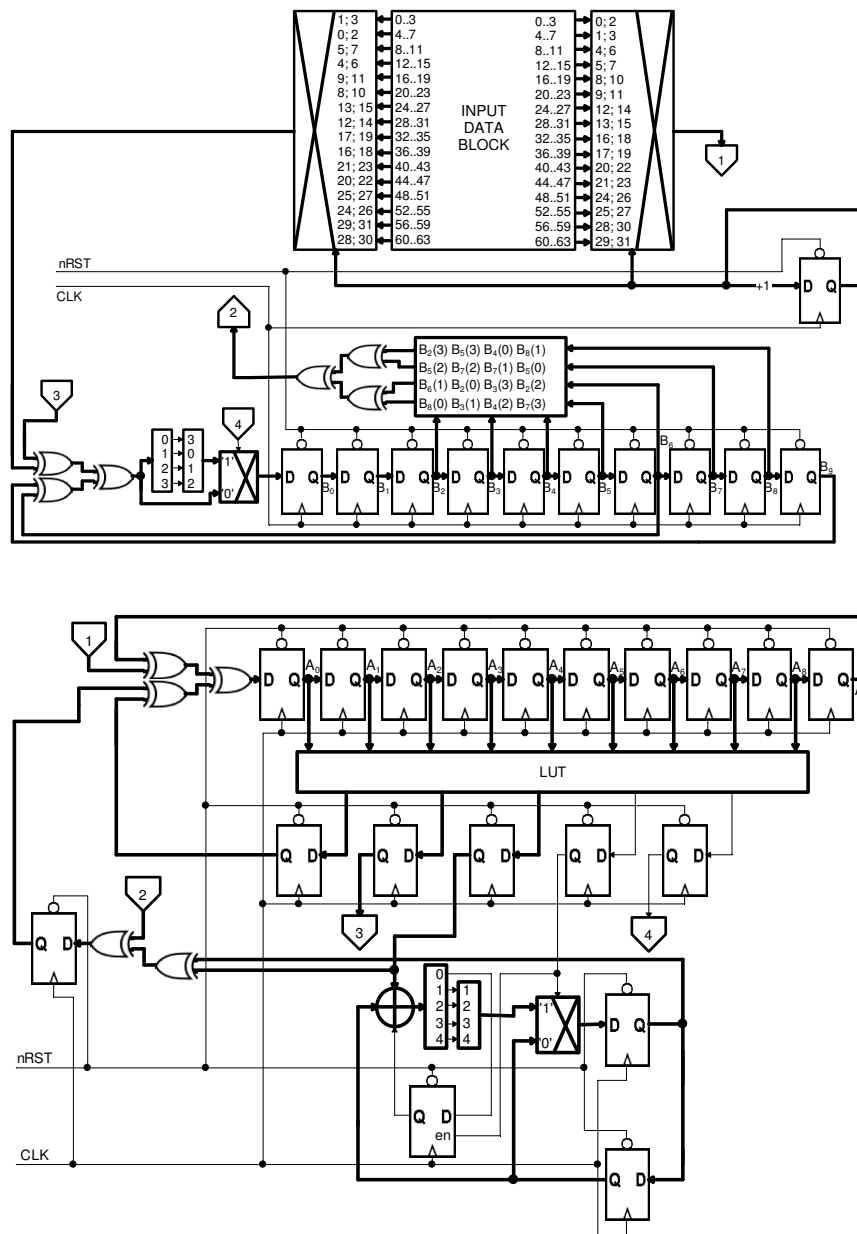 1; 3 0..3 0..3 0; 2
0; 2 4..7 4..7 1; 3
5; 7 8..11 8..11 4; 6
4; 6 12..15 12..15 5; 7
9; 11 16..19 16..19 8; 10
8; 10 20..23 20..23 9; 11
13; 15 24..27 24..27 12; 14
12; 14 28..31 28..31 13; 15
17; 19 32..35 32..35 16; 18
16; 18 36..39 36..39 17; 19
21; 23 40..43 40..43 20; 22
20; 22 44..47 44..47 21; 23
25; 27 48..51 48..51 24; 26
24; 26 52..55 52..55 25; 27
29; 31 56..59 56..59 28; 30
28; 30 60..63 60..63 29; 31
INPUT
DATA
BLOCK
1
nRST
CLK
+1
D Q
2
B2(3) B5(3) B4(0) B8(1)
B5(2) B7(2) B7(1) B5(0)
B6(1) B2(0) B3(3) B2(2)
B8(0) B3(1) B4(2) B7(3)
3
4
0 3
1 0
2 1
3 2
'1'
'0'
D Q D Q D Q D Q D Q D Q D Q D Q D Q D
B0 B1 B2 B3 B4 B5 B6 B7 B8 B9
1
D Q D Q D Q D Q D Q D Q D Q D Q D Q D Q
A0 A1 A2 A3 A4 A5 A6 A7 A8
LUT
Q D Q D Q D Q D Q D
3
4
2
Q D
0
1 1
2 2
3 3
4 4
'1'
'0'
D Q
Q D
en
nRST
CLK
Q D